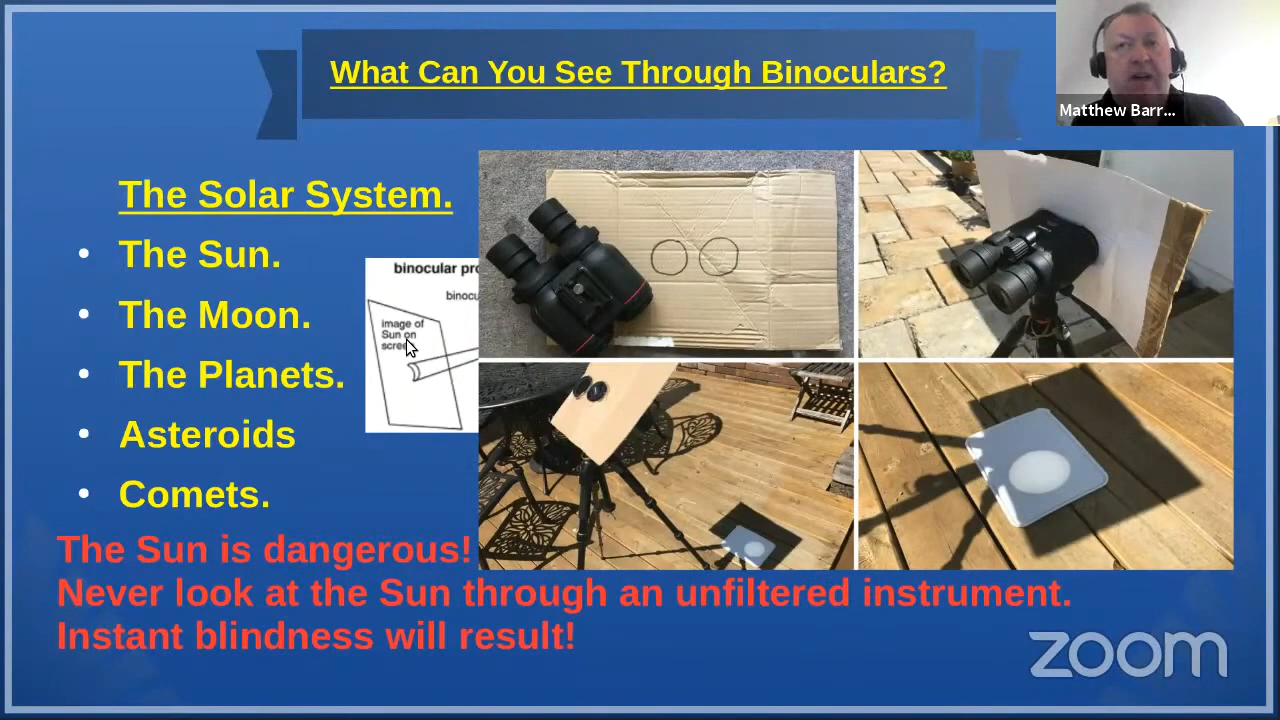 What Can You See Through Binoculars?
Matthew Barr...
The Solar System.
• The Sun.
• The Moon.
• The Planets.
• Asteroids
• Comets.
binocular pro
binocu
image of
Sun on
scree
The Sun is dangerous!
Never look at the Sun through an unfiltered instrument.
Instant blindness will result!
zoom